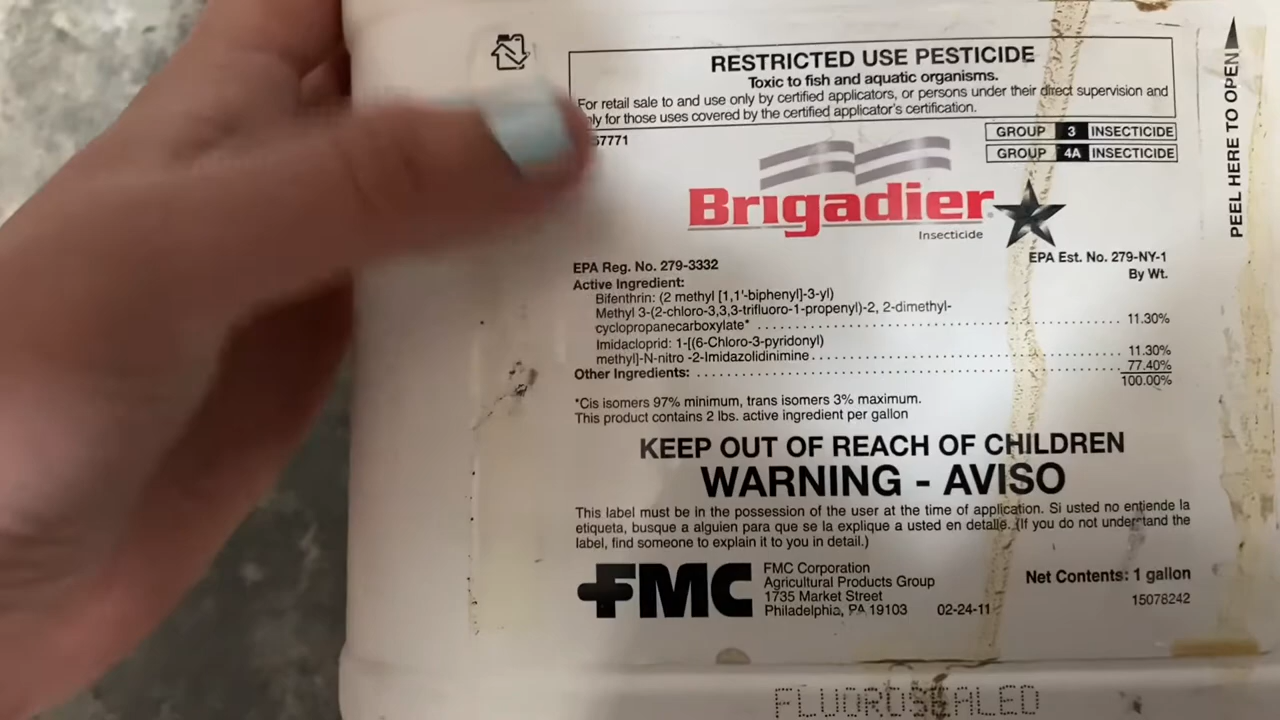 RESTRICTED USE PESTICIDE
Toxic to fish and aquatic organisms.
For retail sale to and use only by certified applicators, or persons under their direct supervision and
only for those uses covered by the certified applicator's certification.
57771
GROUP 3 INSECTICIDE
GROUP 4A INSECTICIDE
PEEL HERE TO OPEN
Brigadier
Insecticide
EPA Reg. No. 279-3332
EPA Est. No. 279-NY-1
Active Ingredient:
By Wt.
Bifenthrin: (2 methyl [1,1'-biphenyl]-3-yl)
Methyl 3-(2-chloro-3,3,3-trifluoro-1-propenyl)-2, 2-dimethyl-
cyclopropanecarboxylate* 11.30%
Imidacloprid: 1-[(6-Chloro-3-pyridonyl)
methyl]-N-nitro -2-Imidazolidinimine 11.30%
Other Ingredients: 77.40%
100.00%
*Cis isomers 97% minimum, trans isomers 3% maximum.
This product contains 2 lbs. active ingredient per gallon
KEEP OUT OF REACH OF CHILDREN
WARNING - AVISO
This label must be in the possession of the user at the time of application. Si usted no entiende la
etiqueta, busque a alguien para que se la explique a usted en detalle. (If you do not understand the
label, find someone to explain it to you in detail.)
FMC
FMC Corporation
Agricultural Products Group
1735 Market Street
Philadelphia, PA 19103 02-24-11
Net Contents: 1 gallon
15078242
FLUOROSEALED